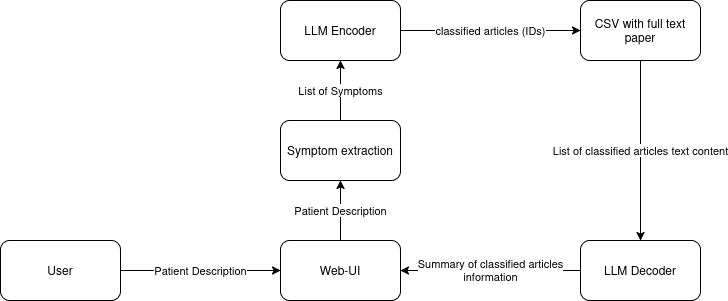 LLM Encoder
classified articles (IDs)
CSV with full text
paper
List of Symptoms
Symptom extraction
List of classified articles text content
Patient Description
User
Patient Description
Web-UI
Summary of classified articles
information
LLM Decoder